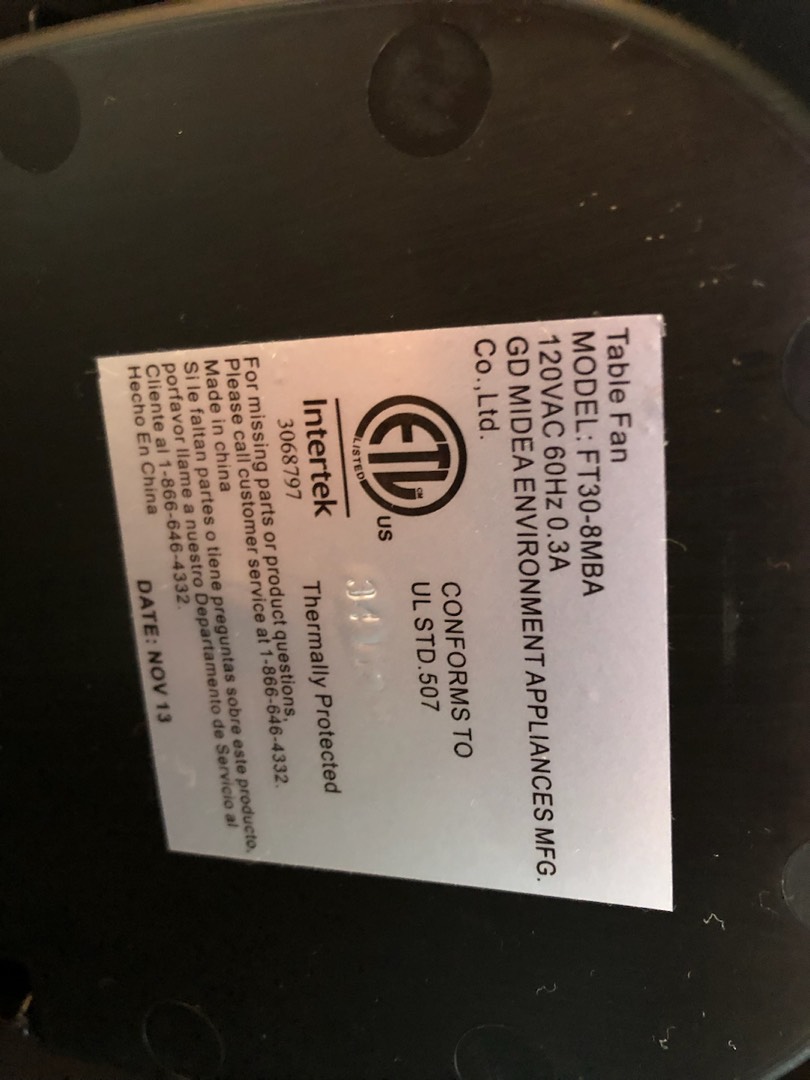 Table Fan
MODEL: FT30-8MBA
120VAC 60Hz 0.3A
GD MIDEA ENVIRONMENT APPLIANCES MFG.
Co.,Ltd.
ETL
CM
LISTED
US
Intertek
3068797
CONFORMS TO
UL STD.507
Thermally Protected
For missing parts or product questions,
Please call customer service at 1-866-646-4332.
Made in china
Si le faltan partes o tiene preguntas sobre este producto,
porfavor llame a nuestro Departamento de Servicio al
Cliente al 1-866-646-4332.
Hecho En China
DATE: NOV 13